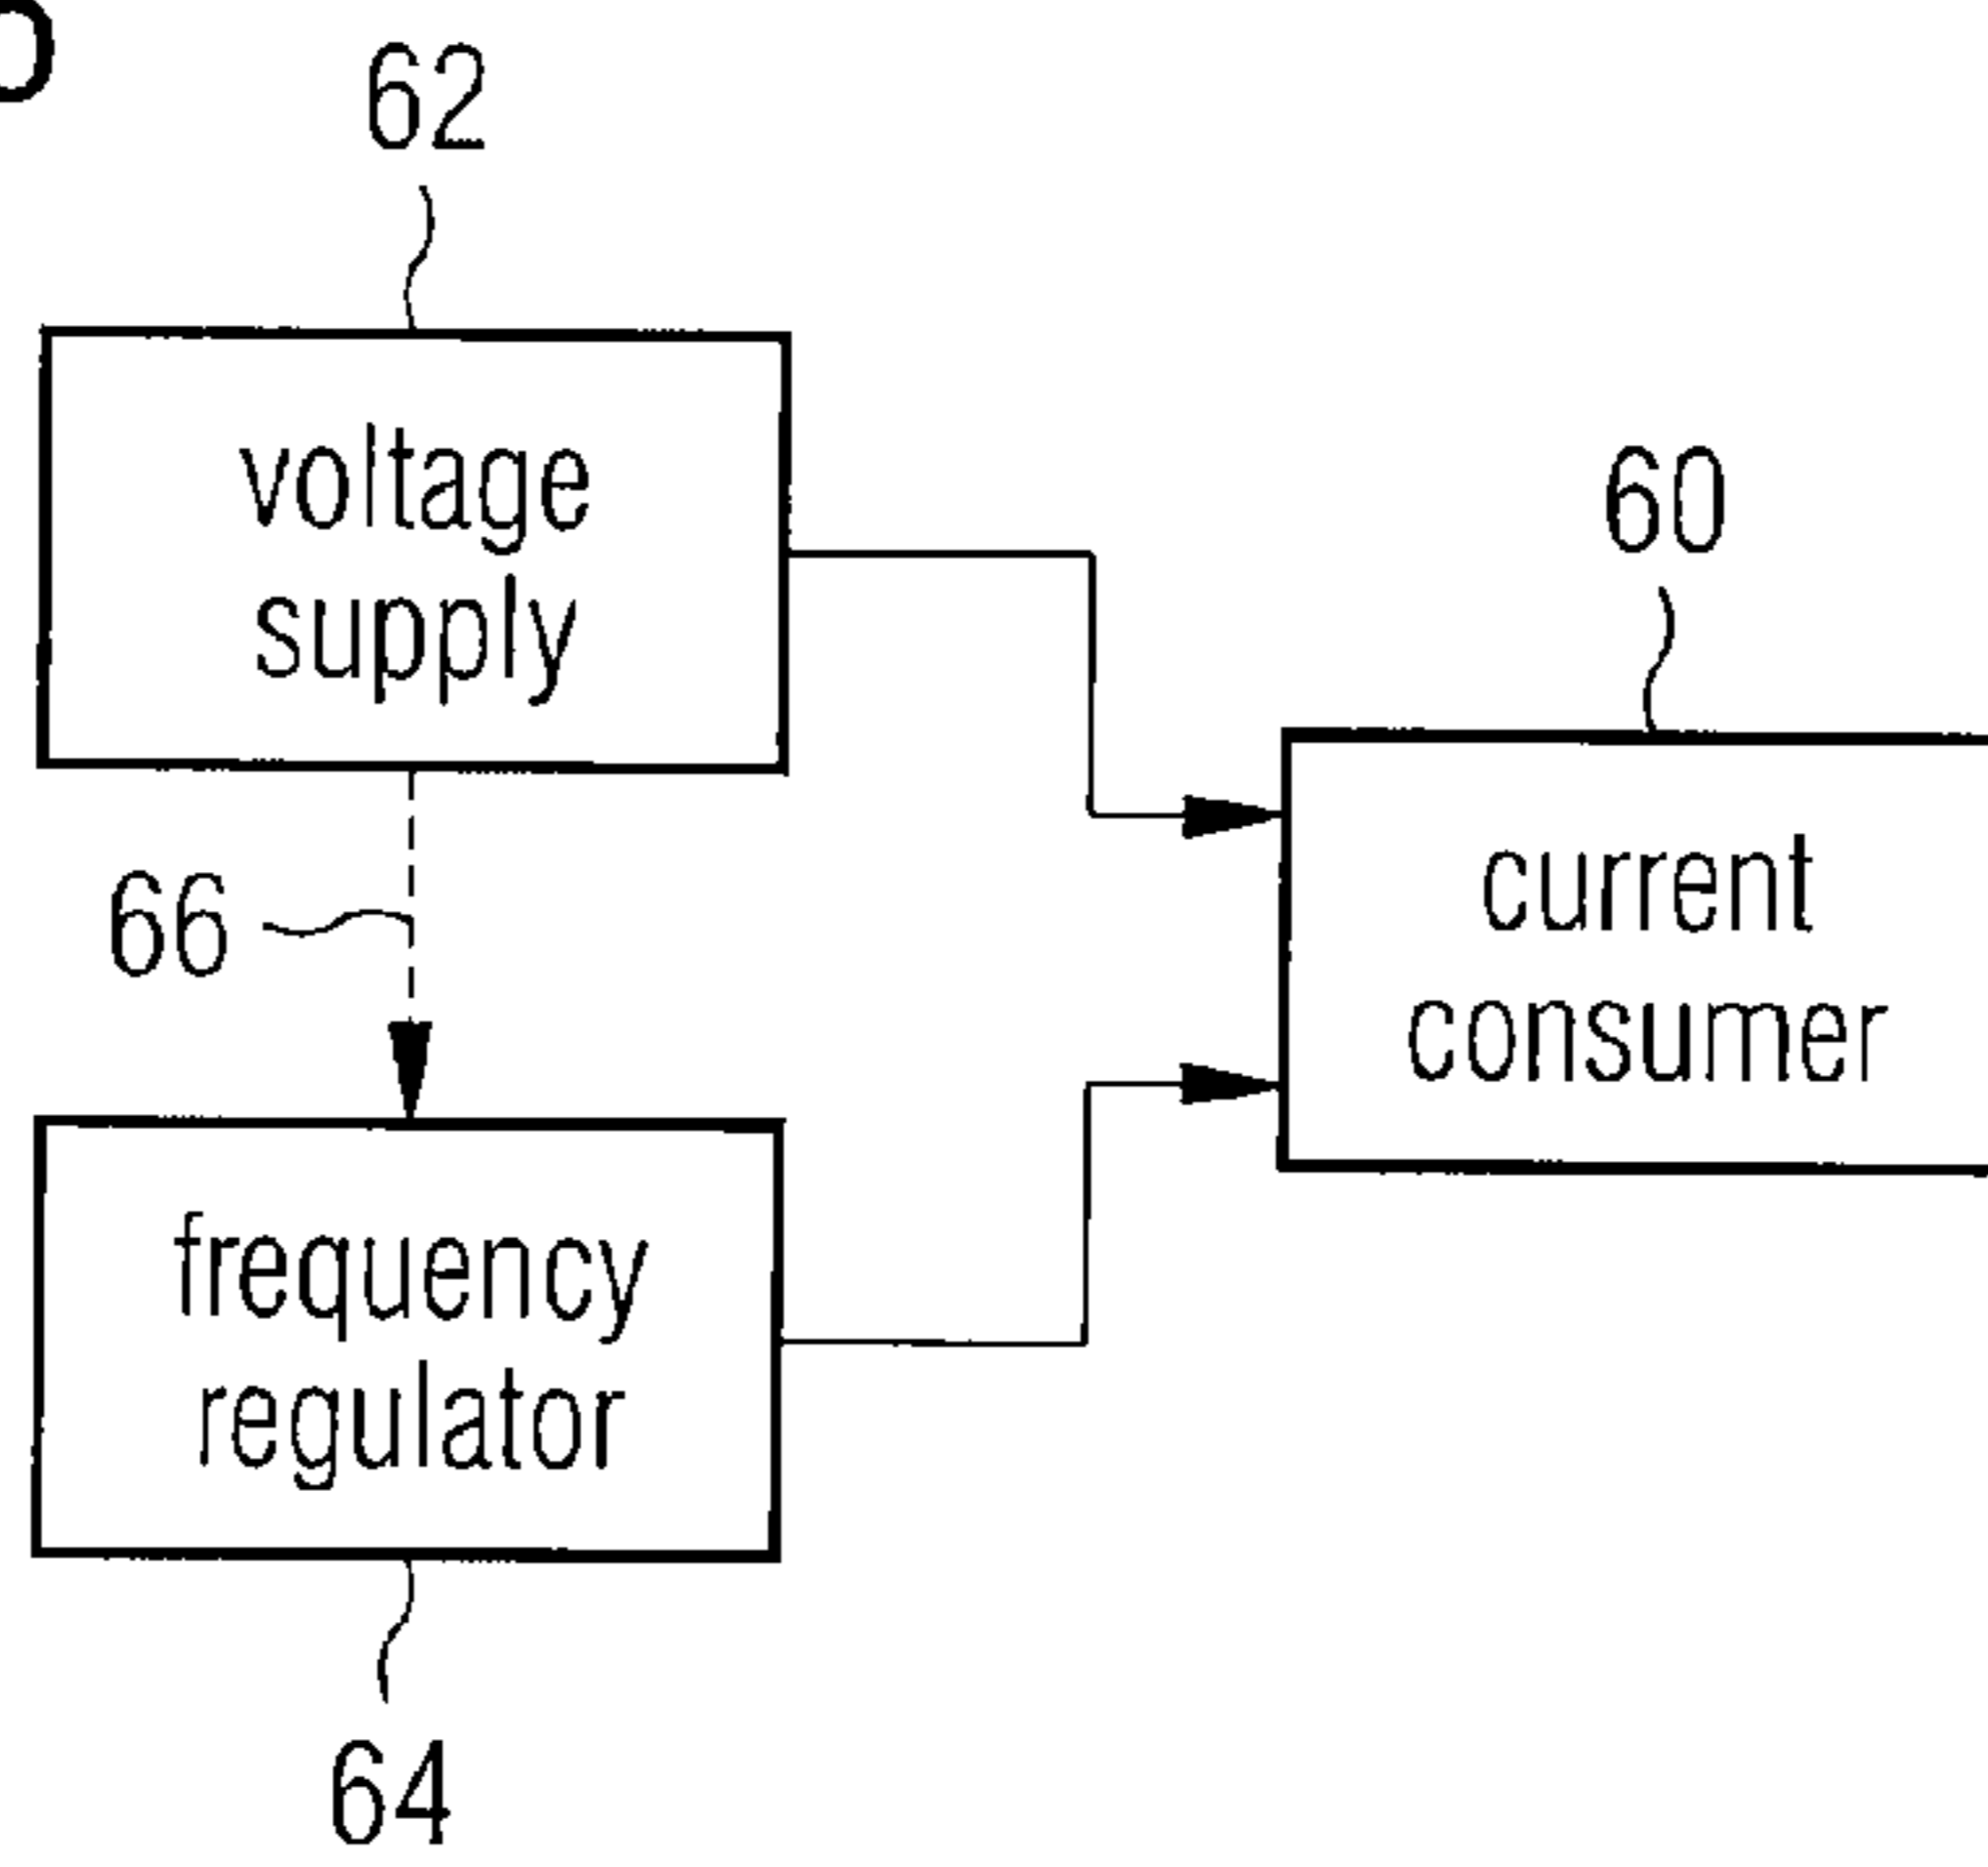 62
voltage
supply
60
66
current
consumer
frequency
regulator
64